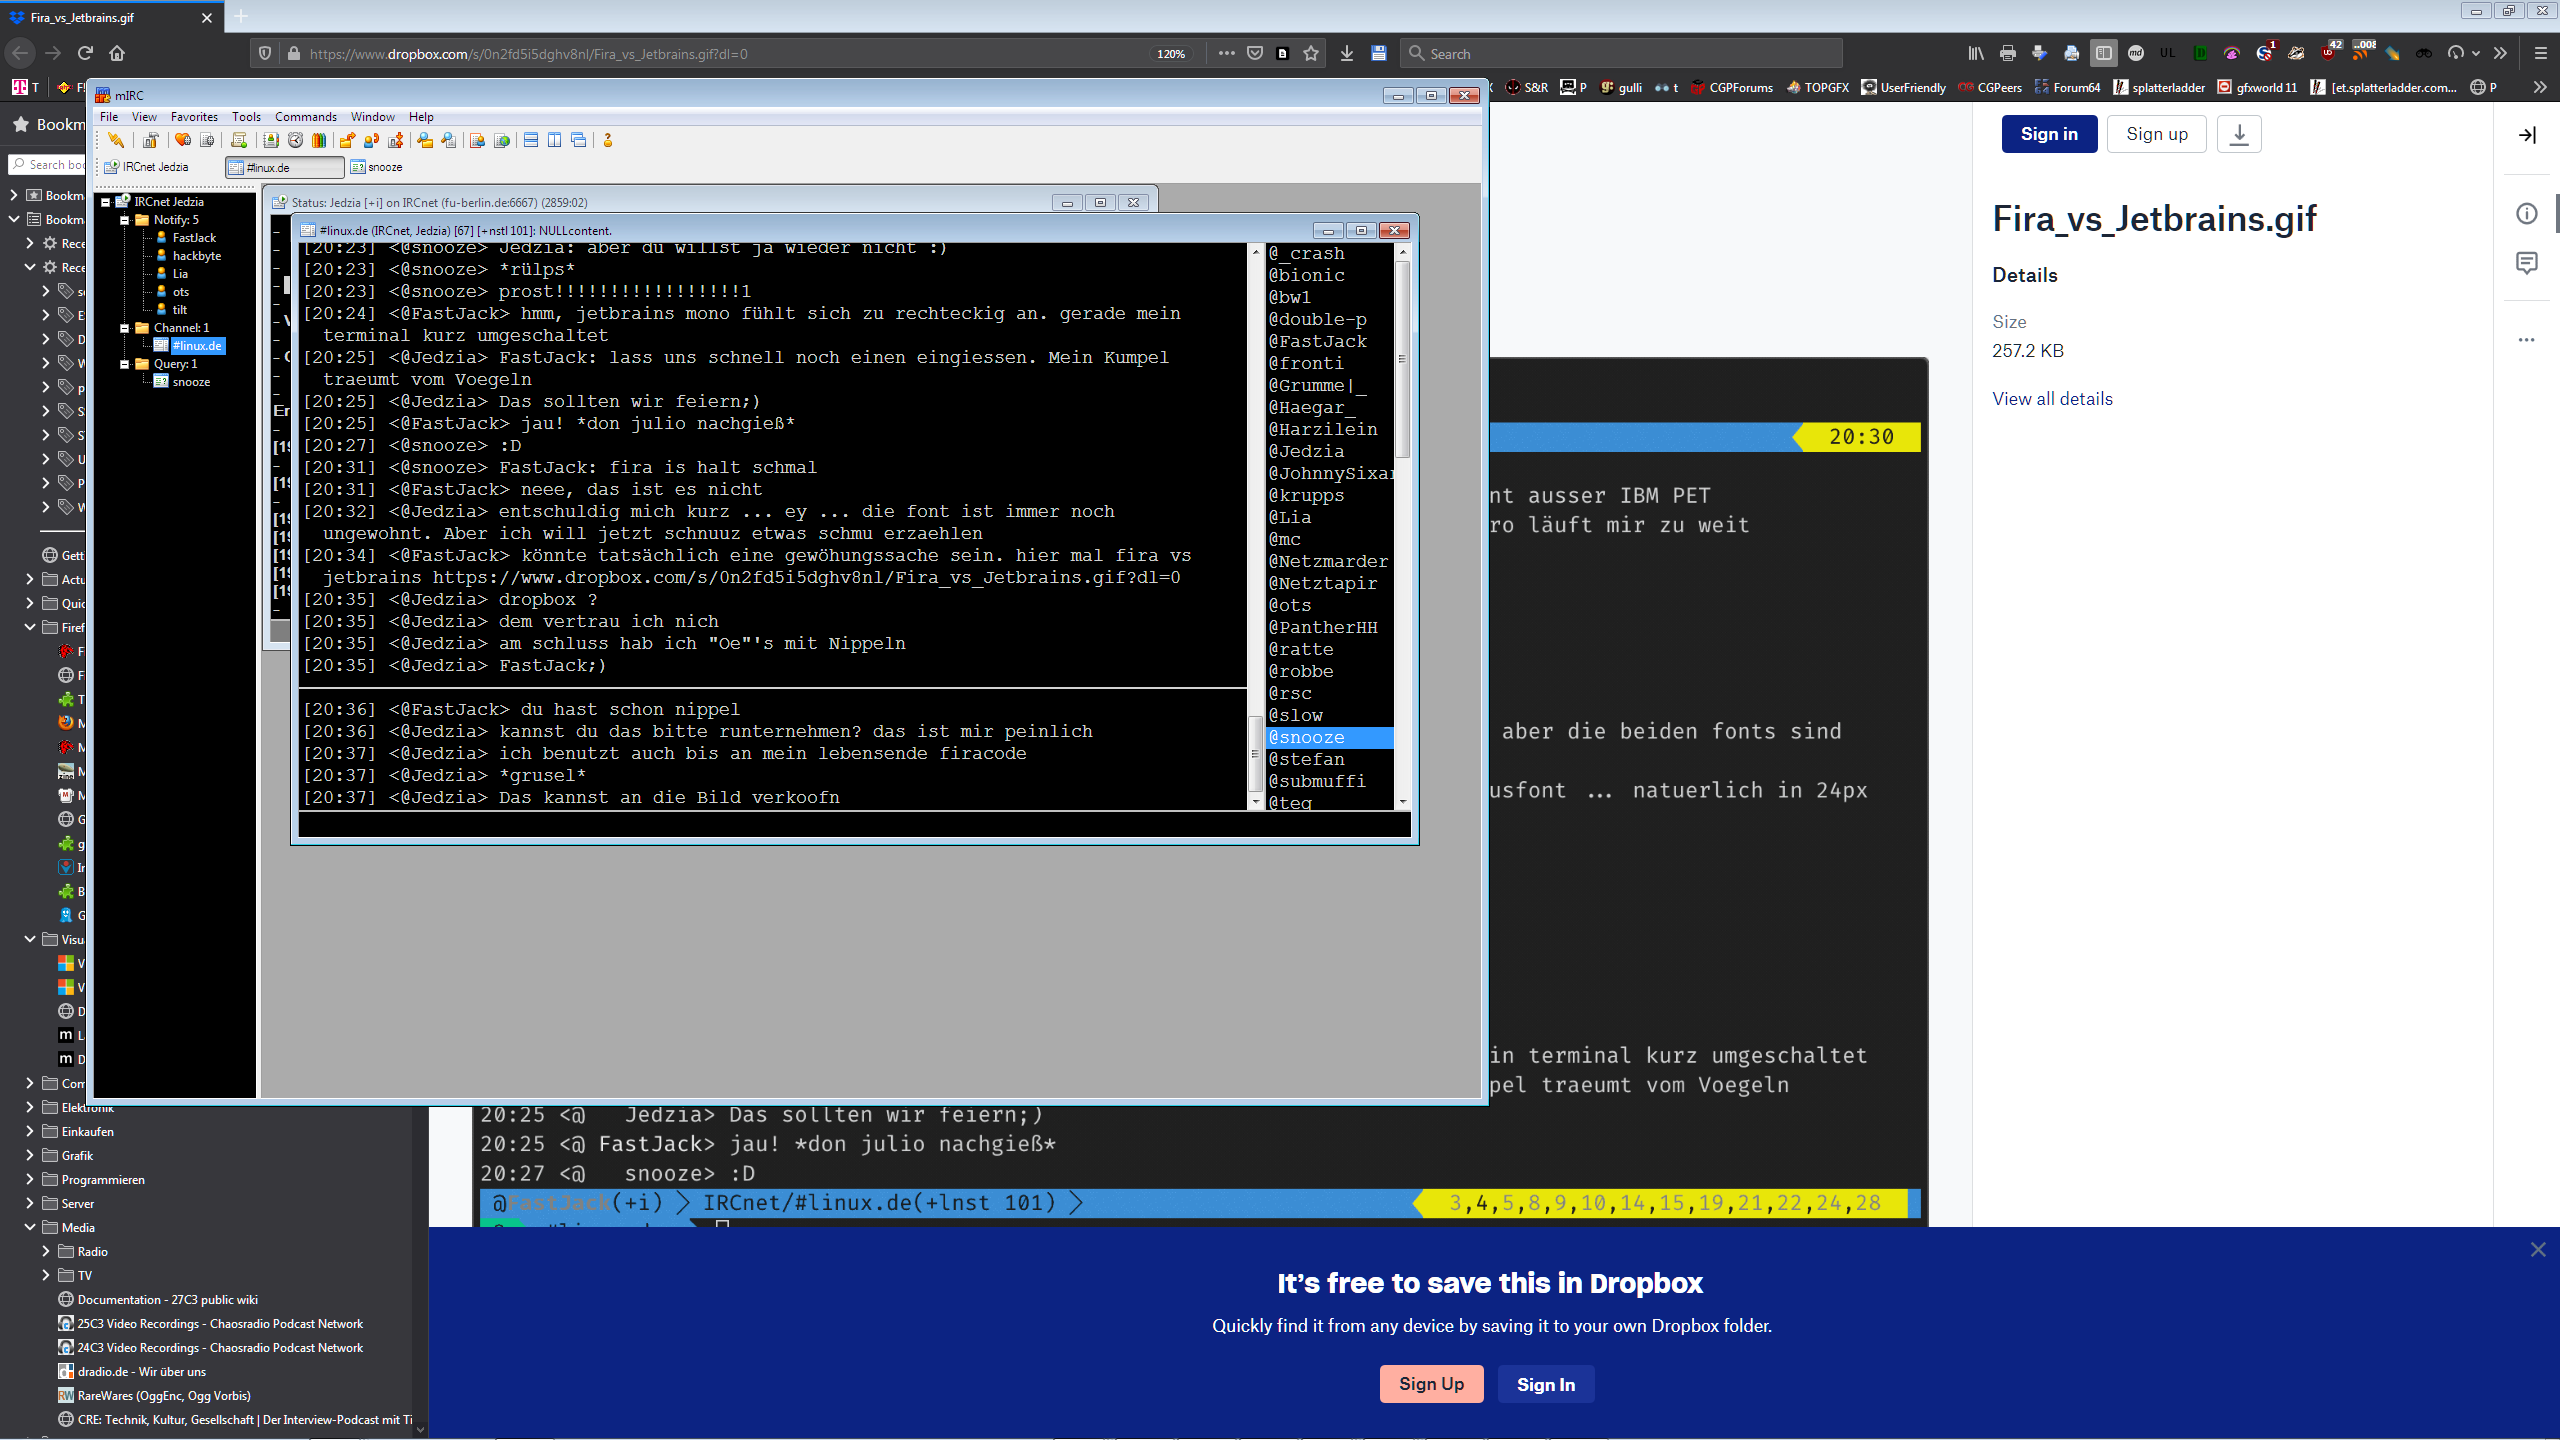 Fira_vs_Jetbrains.gif
https://www.dropbox.com/s/0n2fd5i5dghv8nl/Fira_vs_Jetbrains.gif?dl=0
120%
Search
UL
1
42
..008
T
S&R
P
gulli
t
CGPForums
TOPGFX
UserFriendly
CGPeers
Forum64
splatterladder
gfxworld 11
[et.splatterladder.com...
P
mIRC
File View Favorites Tools Commands Window Help
IRCnet Jedzia
#linux.de
snooze
IRCnet Jedzia
Notify: 5
FastJack
hackbyte
Lia
ots
tilt
Channel: 1
#linux.de
Query: 1
snooze
Status: Jedzia [+i] on IRCnet (fu-berlin.de:6667) (2859:02)
#linux.de (IRCnet, Jedzia) [67] [+nstl 101]: NULLcontent.
[20:23] <@snooze> Jedzia: aber du willst ja wieder nicht :)
[20:23] <@snooze> *rülps*
[20:23] <@snooze> prost!!!!!!!!!!!!!!!!!1
[20:24] <@FastJack> hmm, jetbrains mono fühlt sich zu rechteckig an. gerade mein
terminal kurz umgeschaltet
[20:25] <@Jedzia> FastJack: lass uns schnell noch einen eingiessen. Mein Kumpel
traeumt vom Voegeln
[20:25] <@Jedzia> Das sollten wir feiern;)
[20:25] <@FastJack> jau! *don julio nachgieß*
[20:27] <@snooze> :D
[20:31] <@snooze> FastJack: fira is halt schmal
[20:31] <@FastJack> neee, das ist es nicht
[20:32] <@Jedzia> entschuldig mich kurz ... ey ... die font ist immer noch
ungewohnt. Aber ich will jetzt schnuuz etwas schmu erzaehlen
[20:34] <@FastJack> könnte tatsächlich eine gewöhungssache sein. hier mal fira vs
jetbrains https://www.dropbox.com/s/0n2fd5i5dghv8nl/Fira_vs_Jetbrains.gif?dl=0
[20:35] <@Jedzia> dropbox ?
[20:35] <@Jedzia> dem vertrau ich nich
[20:35] <@Jedzia> am schluss hab ich "Oe"'s mit Nippeln
[20:35] <@Jedzia> FastJack;)
[20:36] <@FastJack> du hast schon nippel
[20:36] <@Jedzia> kannst du das bitte runternehmen? das ist mir peinlich
[20:37] <@Jedzia> ich benutzt auch bis an mein lebensende firacode
[20:37] <@Jedzia> *grusel*
[20:37] <@Jedzia> Das kannst an die Bild verkoofn
@_crash
@bionic
@bw1
@double-p
@FastJack
@fronti
@Grumme|_
@Haegar_
@Harzilein
@Jedzia
@JohnnySixar
@krupps
@Lia
@mc
@Netzmarder
@Netztapir
@ots
@PantherHH
@ratte
@robbe
@rsc
@slow
@snooze
@stefan
@submuffi
@teq
Sign in
Sign up
Fira_vs_Jetbrains.gif
Details
Size
257.2 KB
View all details
20:30
nt ausser IBM PET
ro läuft mir zu weit
aber die beiden fonts sind
usfont ... natuerlich in 24px
in terminal kurz umgeschaltet
pel traeumt vom Voegeln
20:25 <@ Jedzia> Das sollten wir feiern;)
20:25 <@ FastJack> jau! *don julio nachgieß*
20:27 <@ snooze> :D
@FastJack(+i) IRCnet/#linux.de(+lnst 101) 3,4,5,8,9,10,14,15,19,21,22,24,28
Elektronik
Einkaufen
Grafik
Programmieren
Server
Media
Radio
TV
Documentation - 27C3 public wiki
25C3 Video Recordings - Chaosradio Podcast Network
24C3 Video Recordings - Chaosradio Podcast Network
dradio.de - Wir über uns
RareWares (OggEnc, Ogg Vorbis)
CRE: Technik, Kultur, Gesellschaft | Der Interview-Podcast mit Ti
It's free to save this in Dropbox
Quickly find it from any device by saving it to your own Dropbox folder.
Sign Up
Sign In